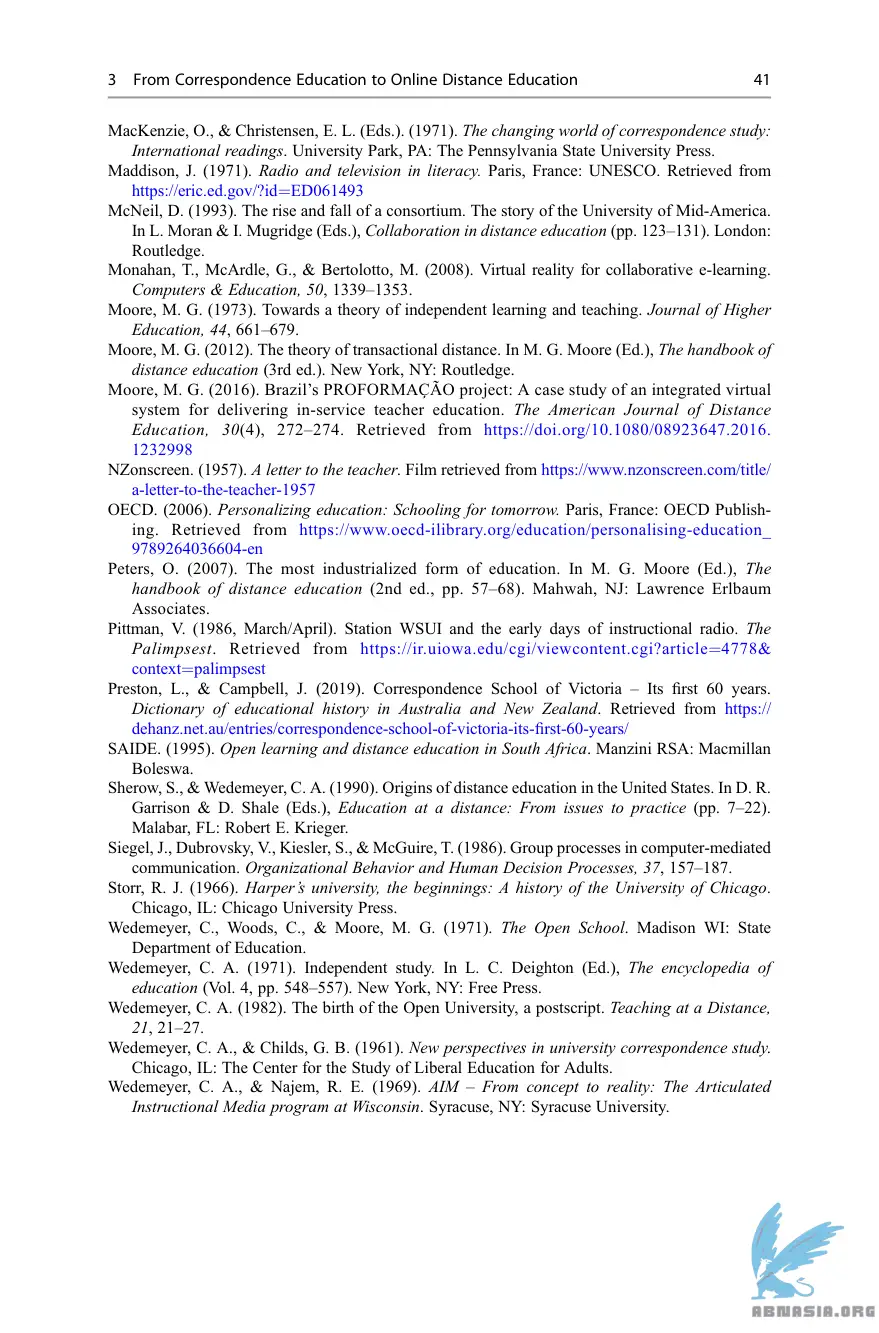 3 From Correspondence Education to Online Distance Education 41
MacKenzie, O., & Christensen, E. L. (Eds.). (1971). The changing world of correspondence study:
International readings. University Park, PA: The Pennsylvania State University Press.
Maddison, J. (1971). Radio and television in literacy. Paris, France: UNESCO. Retrieved from
https://eric.ed.gov/?id=ED061493
McNeil, D. (1993). The rise and fall of a consortium. The story of the University of Mid-America.
In L. Moran & I. Mugridge (Eds.), Collaboration in distance education (pp. 123–131). London:
Routledge.
Monahan, T., McArdle, G., & Bertolotto, M. (2008). Virtual reality for collaborative e-learning.
Computers & Education, 50, 1339–1353.
Moore, M. G. (1973). Towards a theory of independent learning and teaching. Journal of Higher
Education, 44, 661–679.
Moore, M. G. (2012). The theory of transactional distance. In M. G. Moore (Ed.), The handbook of
distance education (3rd ed.). New York, NY: Routledge.
Moore, M. G. (2016). Brazil’s PROFORMAÇÃO project: A case study of an integrated virtual
system for delivering in-service teacher education. The American Journal of Distance
Education, 30(4), 272–274. Retrieved from https://doi.org/10.1080/08923647.2016.
1232998
NZonscreen. (1957). A letter to the teacher. Film retrieved from https://www.nzonscreen.com/title/
a-letter-to-the-teacher-1957
OECD. (2006). Personalizing education: Schooling for tomorrow. Paris, France: OECD Publish-
ing. Retrieved from https://www.oecd-ilibrary.org/education/personalising-education_
9789264036604-en
Peters, O. (2007). The most industrialized form of education. In M. G. Moore (Ed.), The
handbook of distance education (2nd ed., pp. 57–68). Mahwah, NJ: Lawrence Erlbaum
Associates.
Pittman, V. (1986, March/April). Station WSUI and the early days of instructional radio. The
Palimpsest. Retrieved from https://ir.uiowa.edu/cgi/viewcontent.cgi?article=4778&
context=palimpsest
Preston, L., & Campbell, J. (2019). Correspondence School of Victoria – Its first 60 years.
Dictionary of educational history in Australia and New Zealand. Retrieved from https://
dehanz.net.au/entries/correspondence-school-of-victoria-its-first-60-years/
SAIDE. (1995). Open learning and distance education in South Africa. Manzini RSA: Macmillan
Boleswa.
Sherow, S., & Wedemeyer, C. A. (1990). Origins of distance education in the United States. In D. R.
Garrison & D. Shale (Eds.), Education at a distance: From issues to practice (pp. 7–22).
Malabar, FL: Robert E. Krieger.
Siegel, J., Dubrovsky, V., Kiesler, S., & McGuire, T. (1986). Group processes in computer-mediated
communication. Organizational Behavior and Human Decision Processes, 37, 157–187.
Storr, R. J. (1966). Harper’s university, the beginnings: A history of the University of Chicago.
Chicago, IL: Chicago University Press.
Wedemeyer, C., Woods, C., & Moore, M. G. (1971). The Open School. Madison WI: State
Department of Education.
Wedemeyer, C. A. (1971). Independent study. In L. C. Deighton (Ed.), The encyclopedia of
education (Vol. 4, pp. 548–557). New York, NY: Free Press.
Wedemeyer, C. A. (1982). The birth of the Open University, a postscript. Teaching at a Distance,
21, 21–27.
Wedemeyer, C. A., & Childs, G. B. (1961). New perspectives in university correspondence study.
Chicago, IL: The Center for the Study of Liberal Education for Adults.
Wedemeyer, C. A., & Najem, R. E. (1969). AIM – From concept to reality: The Articulated
Instructional Media program at Wisconsin. Syracuse, NY: Syracuse University.
ABNASIA.ORG